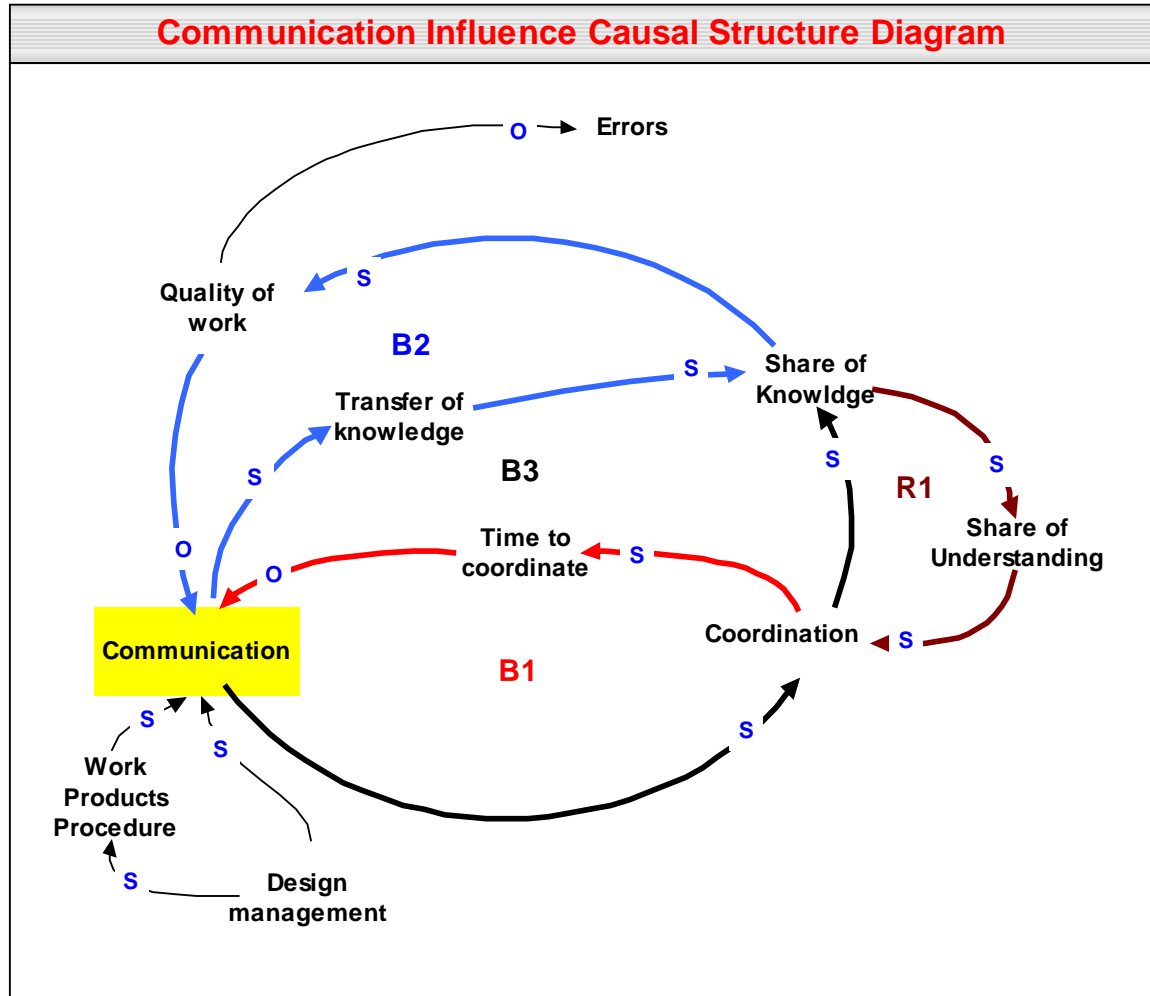 Communication Influence Causal Structure Diagram
O
Errors
S
Quality of
work
B2
S
Share of
Knowldge
Transfer of
knowledge
S
S
S
B3
R1
Share of
Understanding
O
Time to
coordinate
S
O
Communication
Coordination
S
B1
S
S
S
Work
Products
Procedure
S
Design
management